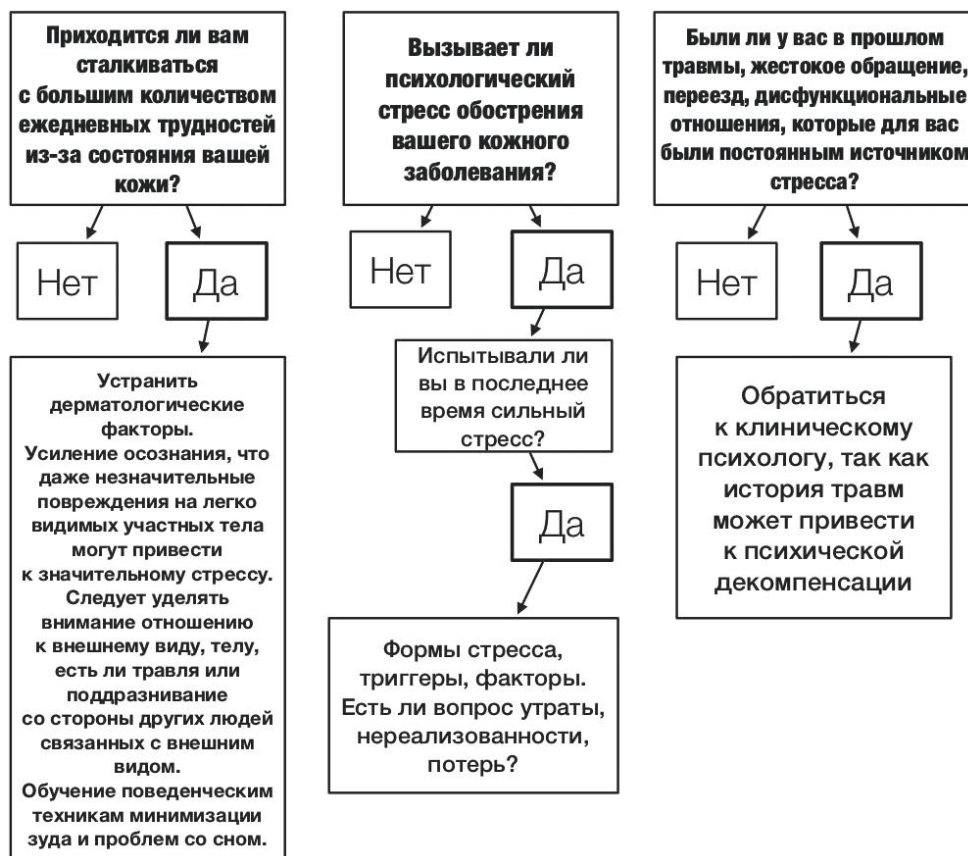 Приходится ли вам
сталкиваться
с большим количеством
ежедневных трудностей
из-за состояния вашей
кожи?
Нет
Да
Устранить
дерматологические
факторы.
Усиление осознания, что
даже незначительные
повреждения на легко
видимых участных тела
могут привести
к значительному стрессу.
Следует уделять
внимание отношению
к внешнему виду, телу,
есть ли травля или
поддразнивание
со стороны других людей
связанных с внешним
видом.
Обучение поведенческим
техникам минимизации
зуда и проблем со сном.
Вызывает ли
психологический
стресс обострения
вашего кожного
заболевания?
Нет
Да
Испытывали ли
вы в последнее
время сильный
стресс?
Да
Формы стресса,
триггеры, факторы.
Есть ли вопрос утраты,
нереализованности,
потерь?
Были ли у вас в прошлом
травмы, жестокое обращение,
переезд, дисфункциональные
отношения, которые для вас
были постоянным источником
стресса?
Нет
Да
Обратиться
к клиническому
психологу, так как
история травм
может привести
к психической
декомпенсации